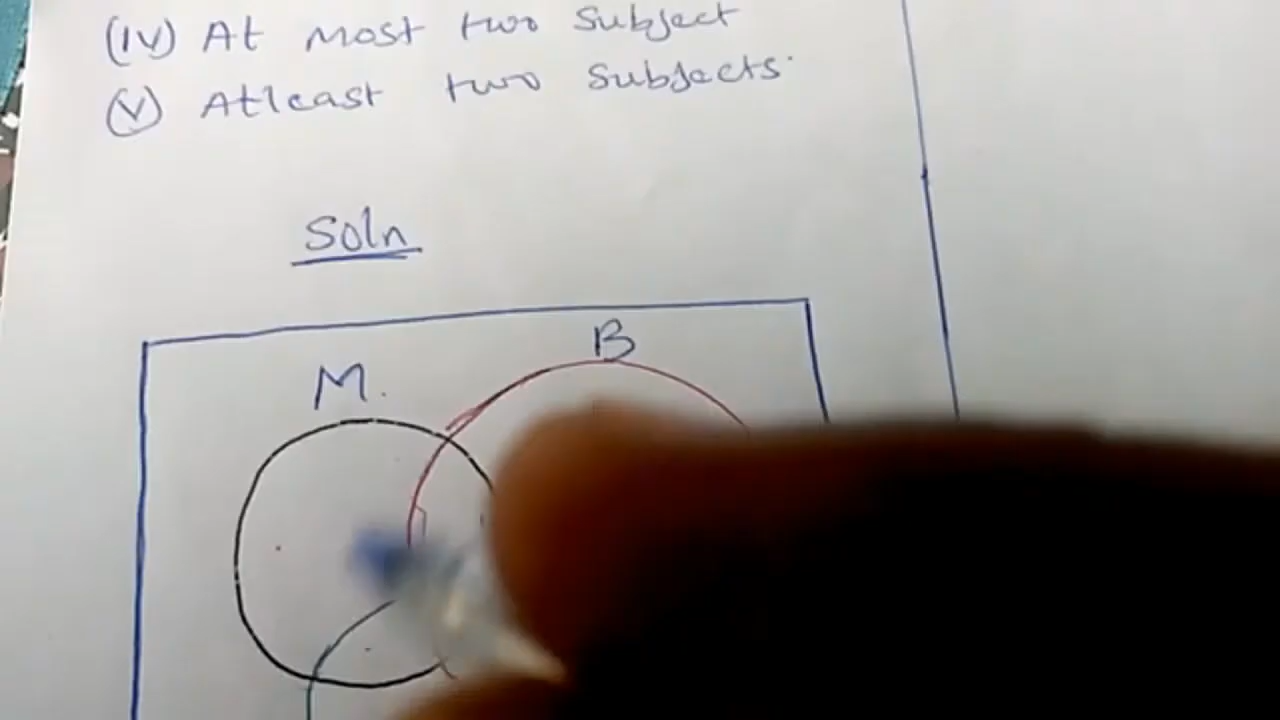 (IV) At most two subject
(V) Atleast two subjects.
Soln
B
M.